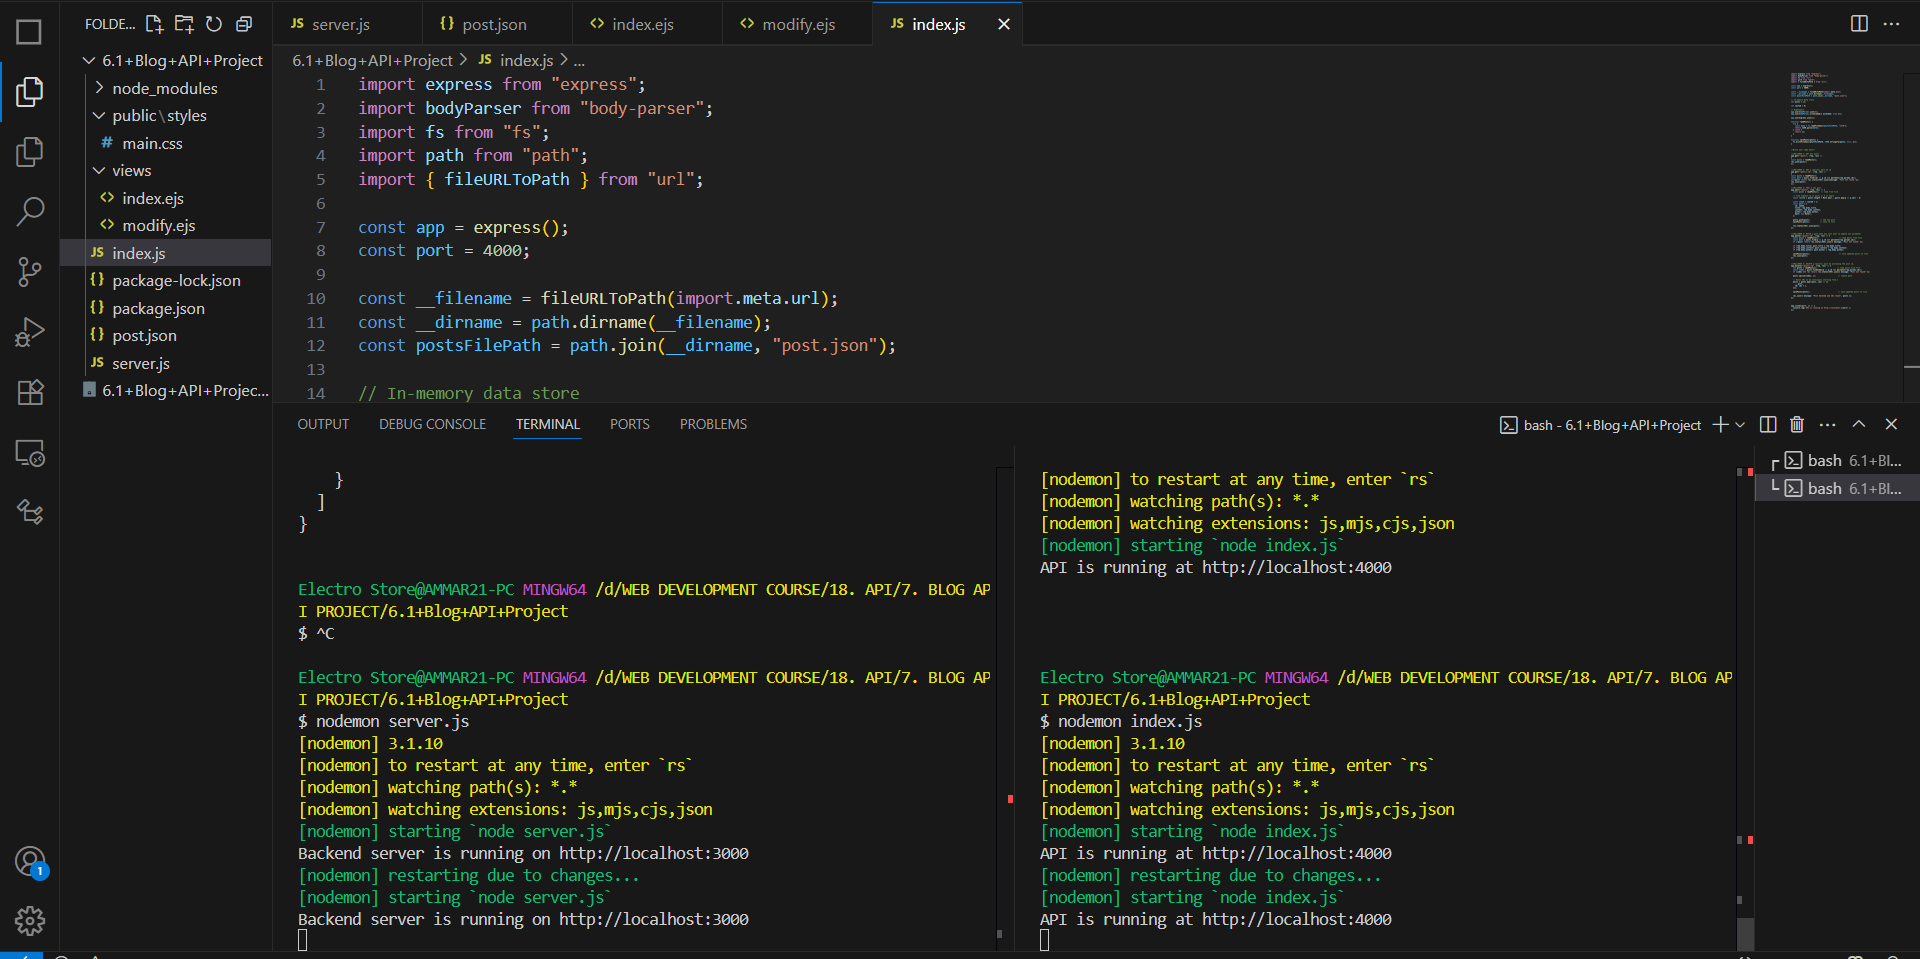 FOLDE...
6.1+Blog+API+Project
node_modules
public\styles
# main.css
views
<> index.ejs
<> modify.ejs
JS index.js
{} package-lock.json
{} package.json
{} post.json
JS server.js
6.1+Blog+API+Projec...
1
JS server.js
{} post.json
<> index.ejs
<> modify.ejs
JS index.js
6.1+Blog+API+Project > JS index.js > ...
1 import express from "express";
2 import bodyParser from "body-parser";
3 import fs from "fs";
4 import path from "path";
5 import { fileURLToPath } from "url";
6
7 const app = express();
8 const port = 4000;
9
10 const __filename = fileURLToPath(import.meta.url);
11 const __dirname = path.dirname(__filename);
12 const postsFilePath = path.join(__dirname, "post.json");
13
14 // In-memory data store
OUTPUT DEBUG CONSOLE TERMINAL PORTS PROBLEMS
bash - 6.1+Blog+API+Project
}
]
}
Electro Store@AMMAR21-PC MINGW64 /d/WEB DEVELOPMENT COURSE/18. API/7. BLOG AP
I PROJECT/6.1+Blog+API+Project
$ ^C
Electro Store@AMMAR21-PC MINGW64 /d/WEB DEVELOPMENT COURSE/18. API/7. BLOG AP
I PROJECT/6.1+Blog+API+Project
$ nodemon server.js
[nodemon] 3.1.10
[nodemon] to restart at any time, enter `rs`
[nodemon] watching path(s): *.*
[nodemon] watching extensions: js,mjs,cjs,json
[nodemon] starting `node server.js`
Backend server is running on http://localhost:3000
[nodemon] restarting due to changes...
[nodemon] starting `node server.js`
Backend server is running on http://localhost:3000
[nodemon] to restart at any time, enter `rs`
[nodemon] watching path(s): *.*
[nodemon] watching extensions: js,mjs,cjs,json
[nodemon] starting `node index.js`
API is running at http://localhost:4000
Electro Store@AMMAR21-PC MINGW64 /d/WEB DEVELOPMENT COURSE/18. API/7. BLOG AP
I PROJECT/6.1+Blog+API+Project
$ nodemon index.js
[nodemon] 3.1.10
[nodemon] to restart at any time, enter `rs`
[nodemon] watching path(s): *.*
[nodemon] watching extensions: js,mjs,cjs,json
[nodemon] starting `node index.js`
API is running at http://localhost:4000
[nodemon] restarting due to changes...
[nodemon] starting `node index.js`
API is running at http://localhost:4000
bash 6.1+Bl...
bash 6.1+Bl...